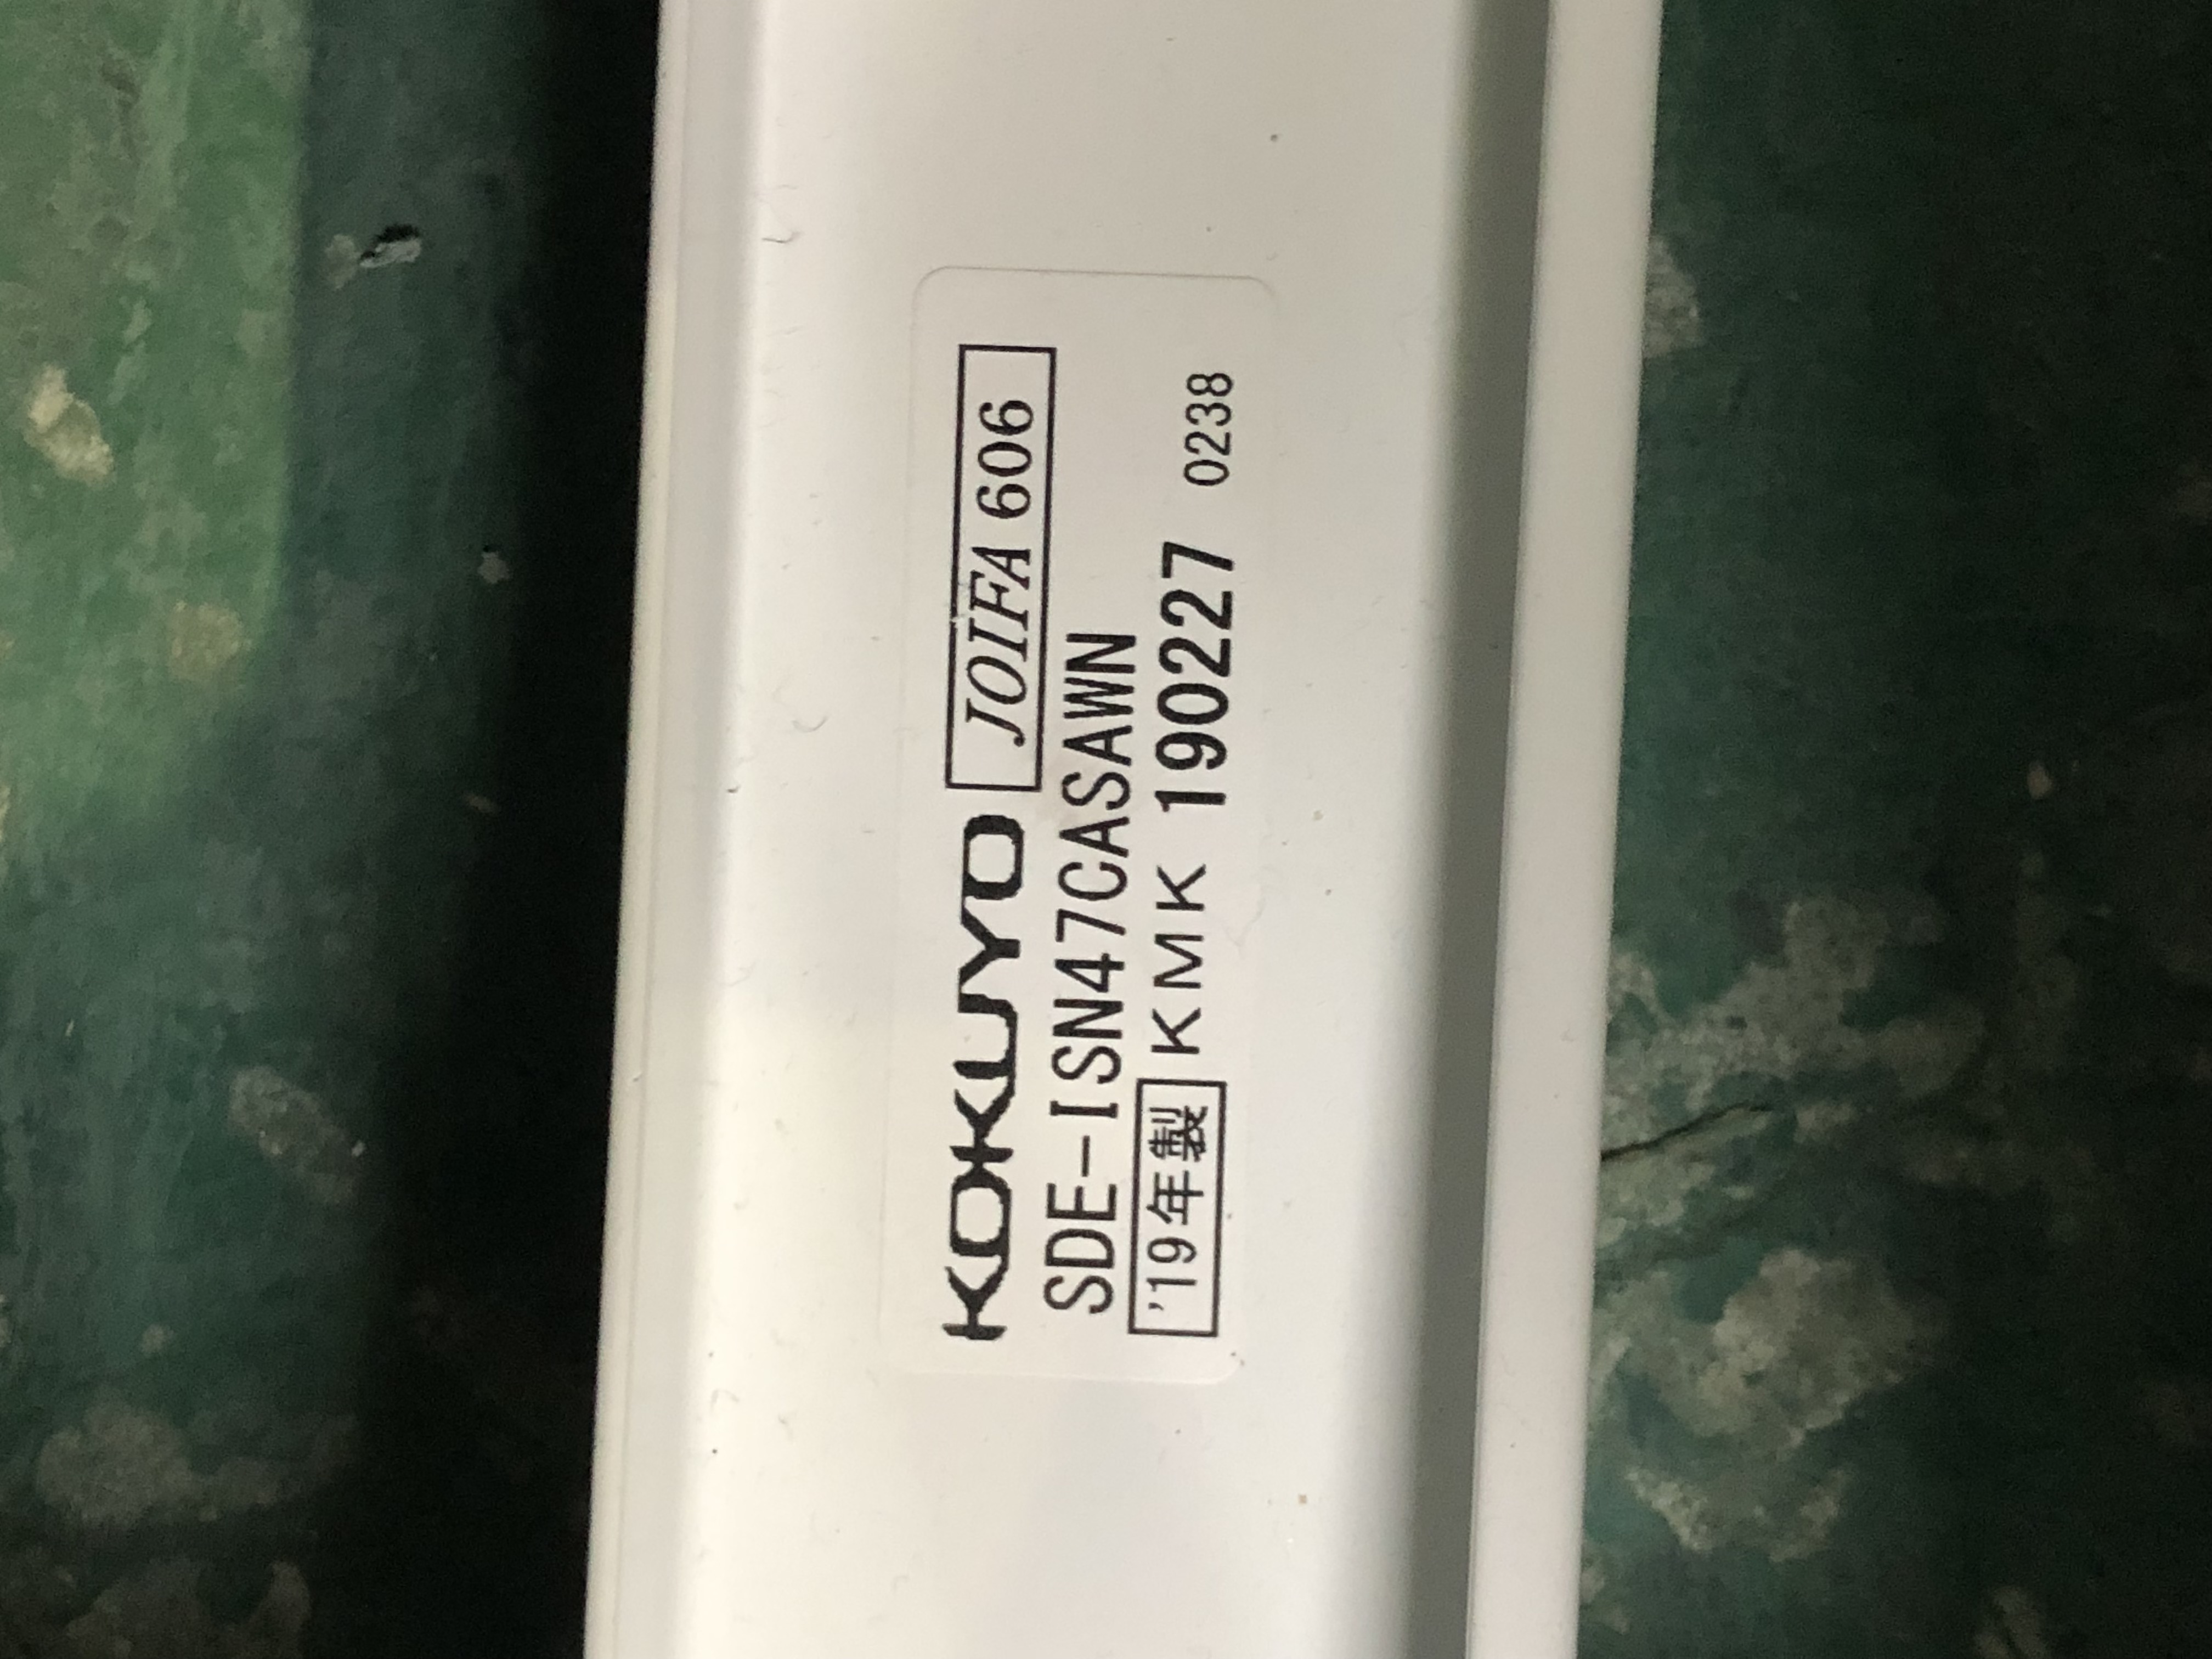 KOKUYO JOIFA 606
SDE-ISN47CASAWN
'19年製 KMK 190227 0238